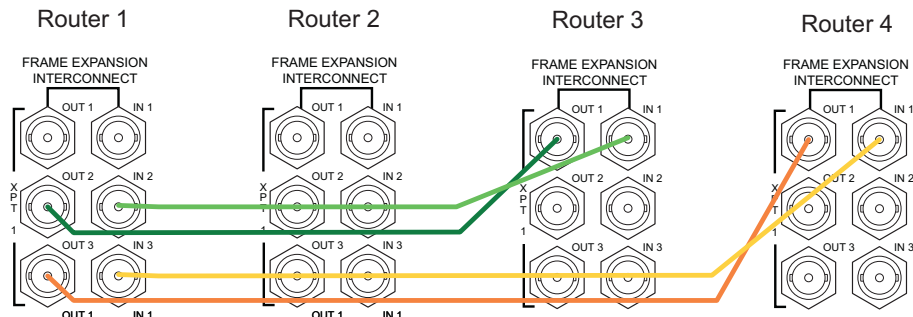 Router 1
Router 2
Router 3
Router 4
FRAME EXPANSION
INTERCONNECT
FRAME EXPANSION
INTERCONNECT
FRAME EXPANSION
INTERCONNECT
FRAME EXPANSION
INTERCONNECT
OUT 1 IN 1
OUT 1 IN 1
OUT 1 IN 1
OUT 1 IN 1
OUT 2 IN 2
OUT 2 IN 2
OUT 2 IN 2
OUT 2 IN 2
XPT 1
XPT 1
XPT 1
XPT 1
OUT 3 IN 3
OUT 3 IN 3
OUT 3 IN 3
OUT 3 IN 3
OUT 1 IN 1
OUT 1 IN 1